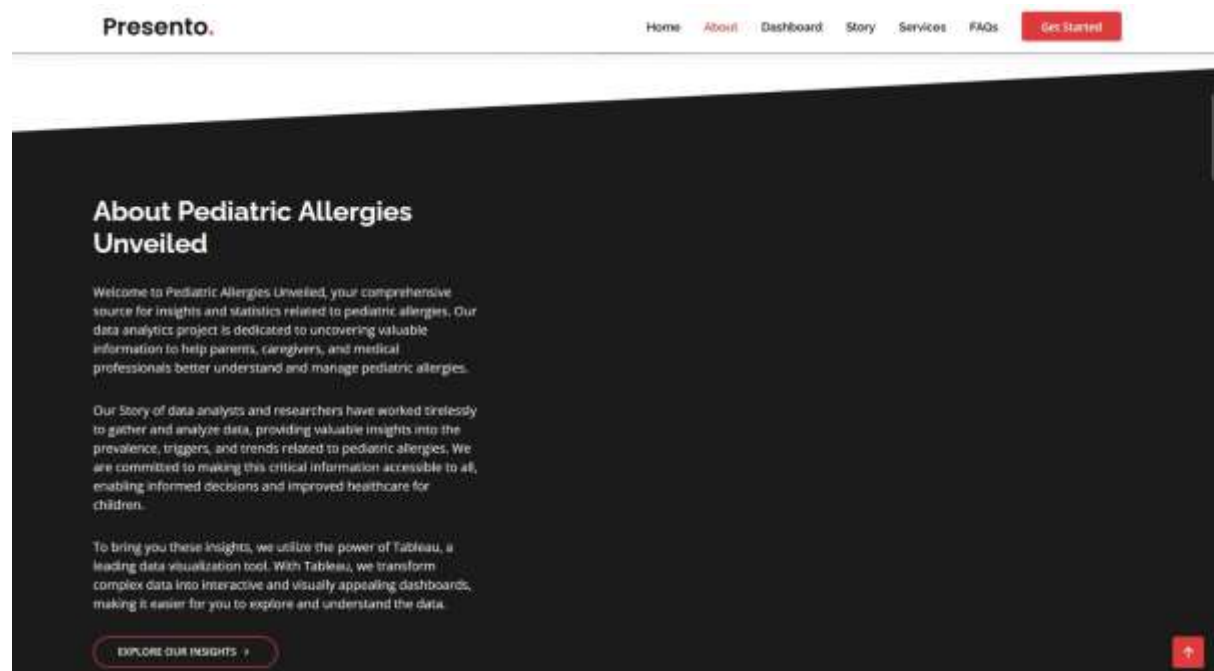 Presento.
Home About Dashboard Story Services FAQs Get Started
About Pediatric Allergies
Unveiled
Welcome to Pediatric Allergies Unveiled, your comprehensive
source for insights and statistics related to pediatric allergies. Our
data analytics project is dedicated to uncovering valuable
information to help parents, caregivers, and medical
professionals better understand and manage pediatric allergies.
Our Story of data analysts and researchers have worked tirelessly
to gather and analyze data, providing valuable insights into the
prevalence, triggers, and trends related to pediatric allergies. We
are committed to making this critical information accessible to all,
enabling informed decisions and improved healthcare for
children.
To bring you these insights, we utilize the power of Tableau, a
leading data visualization tool. With Tableau, we transform
complex data into interactive and visually appealing dashboards,
making it easier for you to explore and understand the data.
EXPLORE OUR INSIGHTS